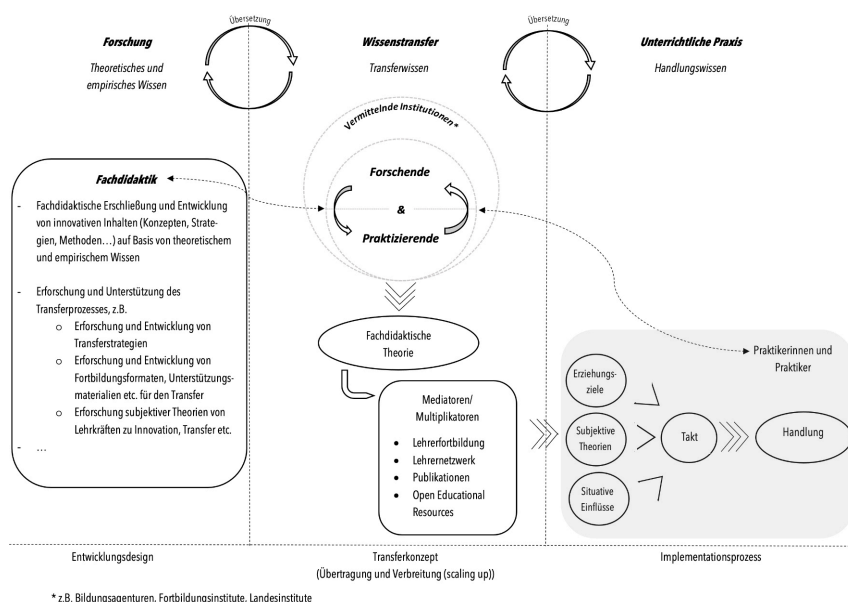 Übersetzung
Übersetzung
Forschung
Theoretisches und
empirisches Wissen
Wissenstransfer
Transferwissen
Unterrichtliche Praxis
Handlungswissen
Vermittelnde Institutionen*
Forschende
&
Praktizierende
Fachdidaktik
- Fachdidaktische Erschließung und Entwicklung
von innovativen Inhalten (Konzepten, Strate-
gien, Methoden…) auf Basis von theoretischem
und empirischem Wissen
- Erforschung und Unterstützung des
Transferprozesses, z.B.
o Erforschung und Entwicklung von
Transferstrategien
o Erforschung und Entwicklung von
Fortbildungsformaten, Unterstützungs-
materialien etc. für den Transfer
o Erforschung subjektiver Theorien von
Lehrkräften zu Innovation, Transfer etc.
- …
Fachdidaktische
Theorie
Mediatoren/
Multiplikatoren
• Lehrerfortbildung
• Lehrernetzwerk
• Publikationen
• Open Educational
Resources
Praktikerinnen und
Praktiker
Erziehungs-
ziele
Subjektive
Theorien
Situative
Einflüsse
Takt
Handlung
Entwicklungsdesign
Transferkonzept
(Übertragung und Verbreitung (scaling up))
Implementationsprozess
* z.B. Bildungsagenturen, Fortbildungsinstitute, Landesinstitute